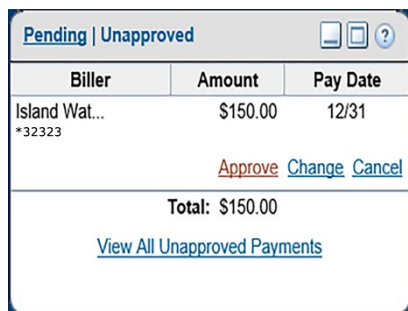 Pending | Unapproved
Biller Amount Pay Date
Island Wat... $150.00 12/31
*32323
Approve Change Cancel
Total: $150.00
View All Unapproved Payments